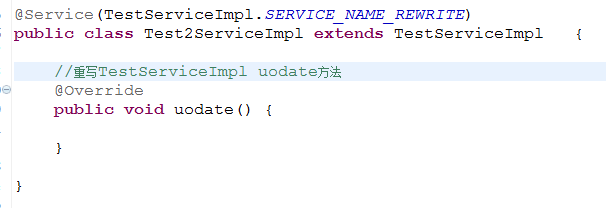 @Service(TestServiceImpl.SERVICE_NAME_REWRITE)
public class Test2ServiceImpl extends TestServiceImpl {
//重写TestServiceImpl uodate方法
@Override
public void uodate() {
}
}